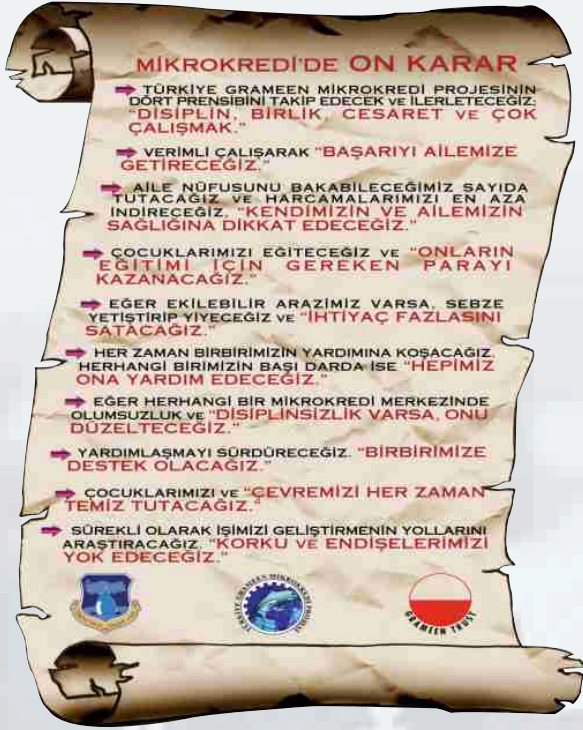 MİKROKREDİ'DE ON KARAR
TÜRKİYE GRAMEEN MİKROKREDİ PROJESİNİN
DÖRT PRENSİBİNİ TAKİP EDECEK VE İLERLETECEĞİZ:
"DİSİPLİN, BİRLİK, CESARET VE ÇOK
ÇALIŞMAK."
VERİMLİ ÇALIŞARAK "BAŞARIYI AİLEMİZE
GETİRECEĞİZ."
AİLE NÜFUSUNU BAKABİLECEĞİMİZ SAYIDA
TUTACAĞIZ VE HARCAMALARIMIZI EN AZA
İNDİRECEĞİZ, "KENDİMİZİN VE AİLEMİZİN
SAĞLIĞINA DİKKAT EDECEĞİZ."
ÇOCUKLARIMIZI EĞİTECEĞİZ VE "ONLARIN
EĞİTİMİ İÇİN GEREKEN PARAYI
KAZANACAĞIZ."
EĞER EKİLEBİLİR ARAZİMİZ VARSA, SEBZE
YETİŞTİRİP YİYECEĞİZ VE "İHTİYAÇ FAZLASINI
SATACAĞIZ."
HER ZAMAN BİRBİRİMİZİN YARDIMINA KOŞACAĞIZ.
HERHANGİ BİRİMİZİN BAŞI DARDA İSE "HEPİMİZ
ONA YARDIM EDECEĞİZ."
EĞER HERHANGİ BİR MİKROKREDİ MERKEZİNDE
OLUMSUZLUK VE "DİSİPLİNSİZLİK VARSA, ONU
DÜZELTECEĞİZ."
YARDIMLAŞMAYI SÜRDÜRECEĞİZ. "BİRBİRİMİZE
DESTEK OLACAĞIZ."
ÇOCUKLARIMIZI VE "ÇEVREMİZİ HER ZAMAN
TEMİZ TUTACAĞIZ."
SÜREKLİ OLARAK İŞİMİZİ GELİŞTİRMENİN YOLLARINI
ARAŞTIRACAĞIZ. "KORKU VE ENDİŞELERİMİZİ
YOK EDECEĞİZ."
TÜRKİYE GRAMEEN MİKROKREDİ PROJESİ
GRAMEEN TRUST